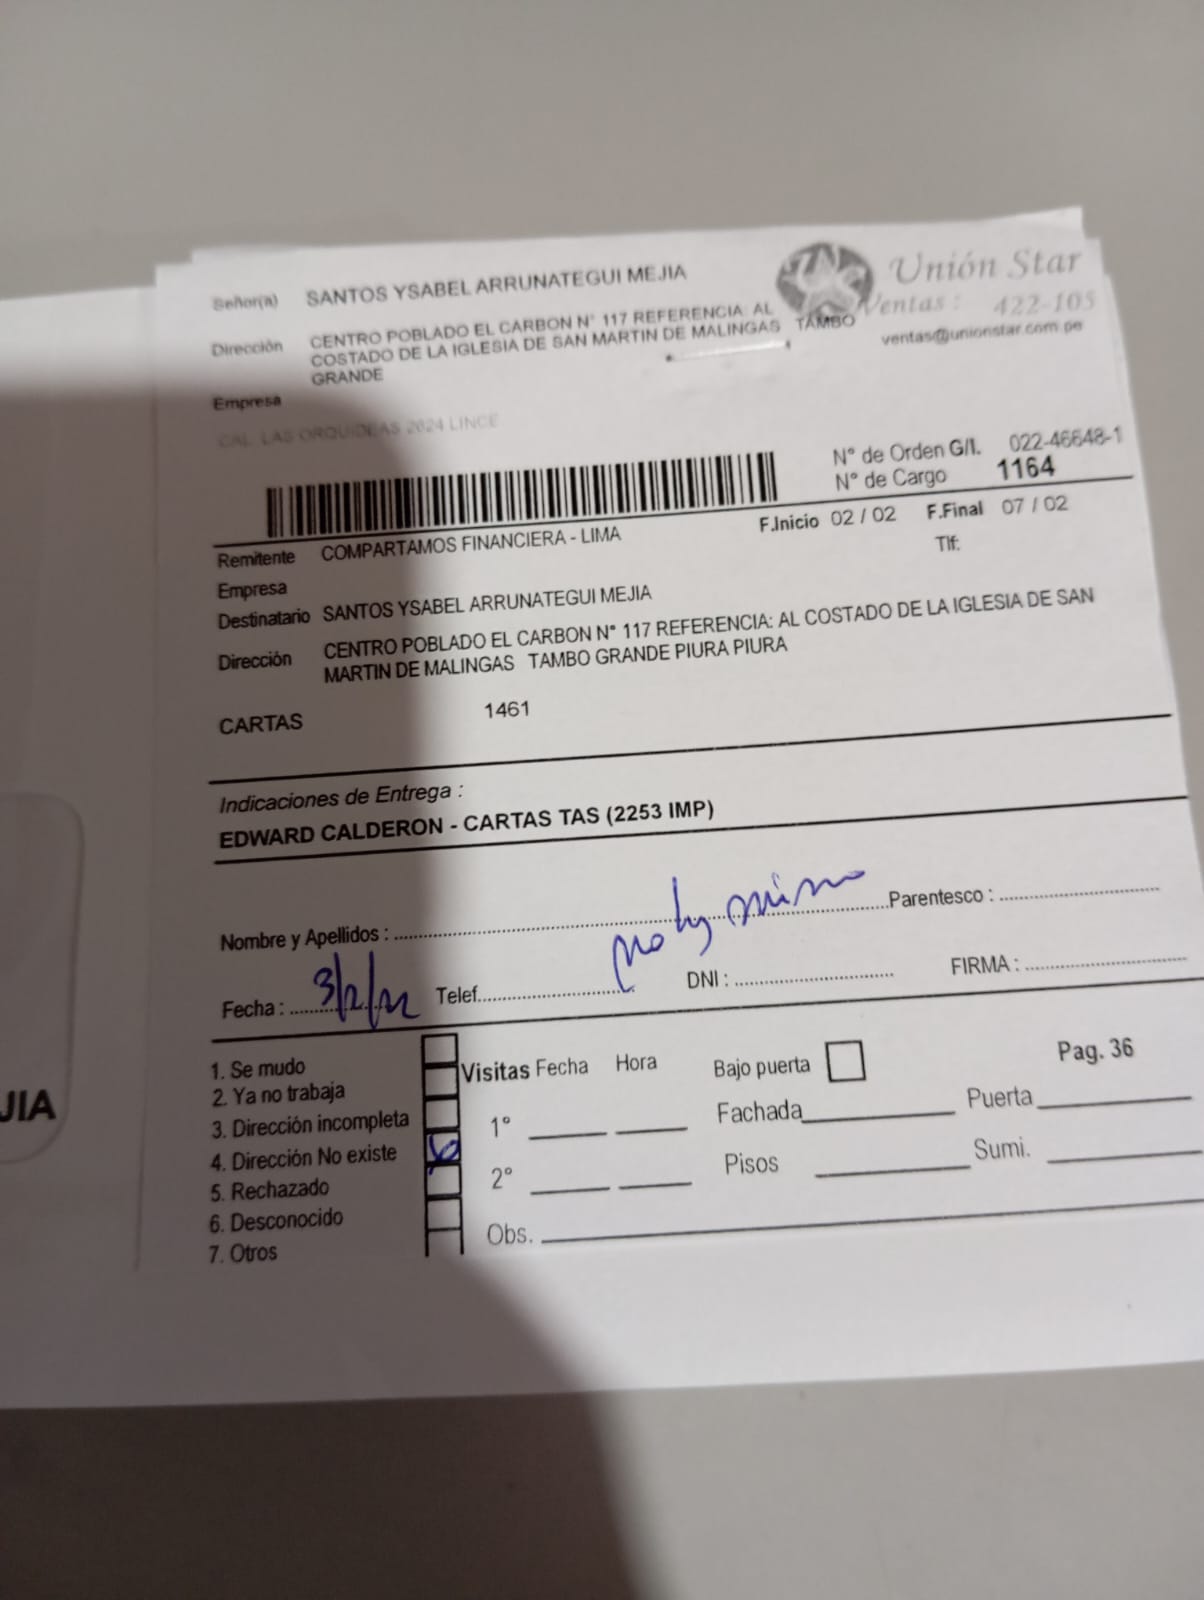 Señor(a) SANTOS YSABEL ARRUNATEGUI MEJIA
Unión Star
Ventas : 422-105
ventas@unionstar.com.pe
Dirección CENTRO POBLADO EL CARBON N° 117 REFERENCIA: AL
COSTADO DE LA IGLESIA DE SAN MARTIN DE MALINGAS TAMBO
GRANDE
Empresa
CAL. LAS ORQUIDEAS 2624 LINCE
N° de Orden G/I. 022-46648-1
N° de Cargo 1164
F.Inicio 02 / 02 F.Final 07 / 02
Remitente COMPARTAMOS FINANCIERA - LIMA
Tlf:
Empresa
Destinatario SANTOS YSABEL ARRUNATEGUI MEJIA
Dirección CENTRO POBLADO EL CARBON N° 117 REFERENCIA: AL COSTADO DE LA IGLESIA DE SAN
MARTIN DE MALINGAS TAMBO GRANDE PIURA PIURA
CARTAS 1461
Indicaciones de Entrega :
EDWARD CALDERON - CARTAS TAS (2253 IMP)
Nombre y Apellidos : Parentesco :
no hay
Fecha : 3/2/22 Telef. DNI : FIRMA :
1. Se mudo
2. Ya no trabaja
3. Dirección incompleta
4. Dirección No existe
5. Rechazado
6. Desconocido
7. Otros
Visitas Fecha Hora
1°
2°
Obs.
Bajo puerta
Pag. 36
Fachada Puerta
Pisos Sumi.
JIA